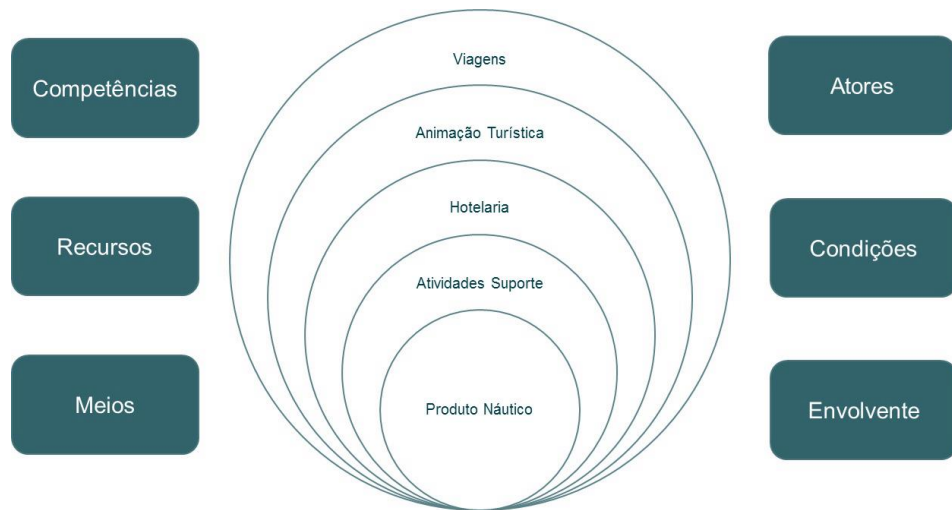 Competências
Recursos
Meios
Viagens
Animação Turística
Hotelaria
Atividades Suporte
Produto Náutico
Atores
Condições
Envolvente